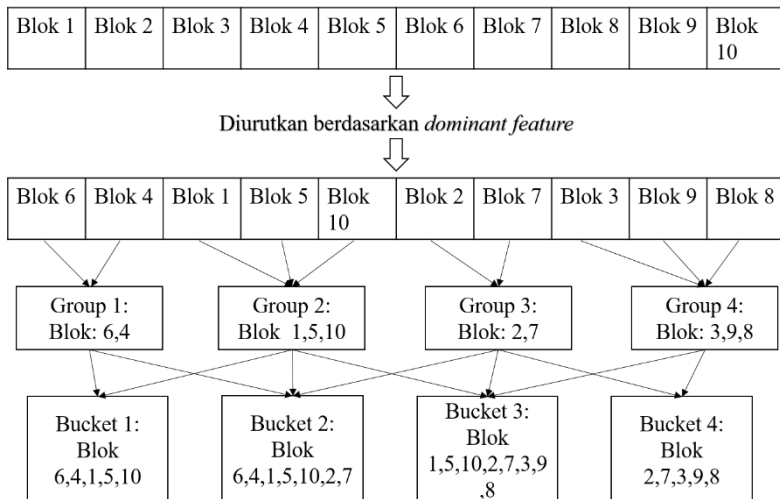 Blok 1 Blok 2 Blok 3 Blok 4 Blok 5 Blok 6 Blok 7 Blok 8 Blok 9 Blok
10
Diurutkan berdasarkan dominant feature
Blok 6 Blok 4 Blok 1 Blok 5 Blok Blok 2 Blok 7 Blok 3 Blok 9 Blok 8
10
Group 1: Group 2: Group 3: Group 4:
Blok: 6,4 Blok 1,5,10 Blok: 2,7 Blok: 3,9,8
Bucket 1:
Blok
6,4,1,5,10
Bucket 2:
Blok
6,4,1,5,10,2,7
Bucket 3:
Blok
1,5,10,2,7,3,9
,8
Bucket 4:
Blok
2,7,3,9,8